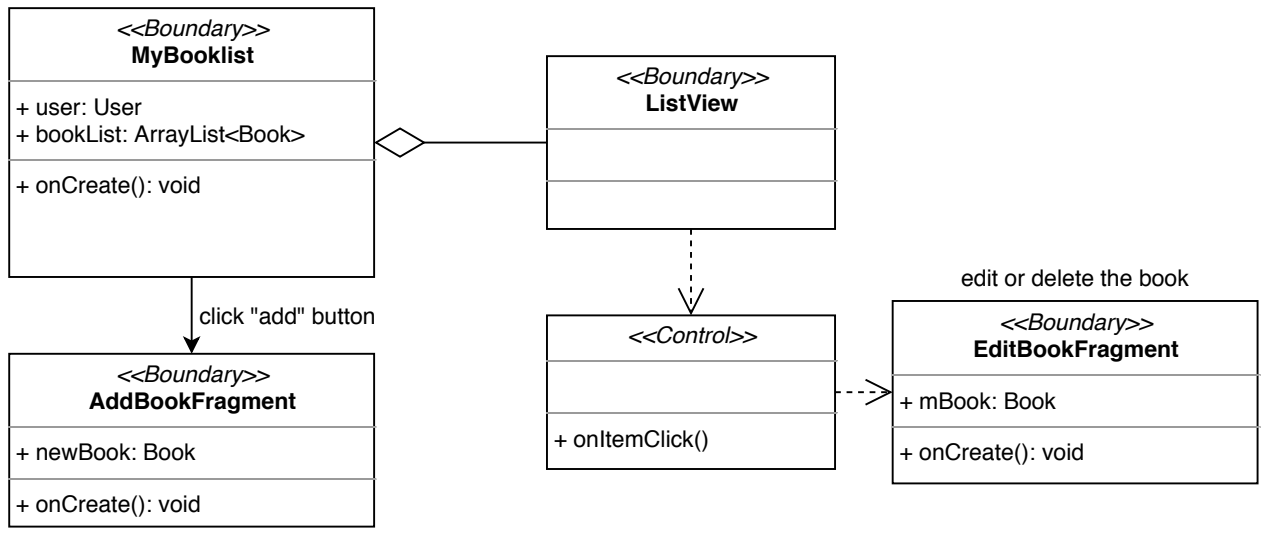 <<Boundary>>
MyBooklist
+ user: User
+ bookList: ArrayList<Book>
+ onCreate(): void
<<Boundary>>
ListView
click "add" button
<<Boundary>>
AddBookFragment
+ newBook: Book
+ onCreate(): void
<<Control>>
+ onItemClick()
edit or delete the book
<<Boundary>>
EditBookFragment
+ mBook: Book
+ onCreate(): void